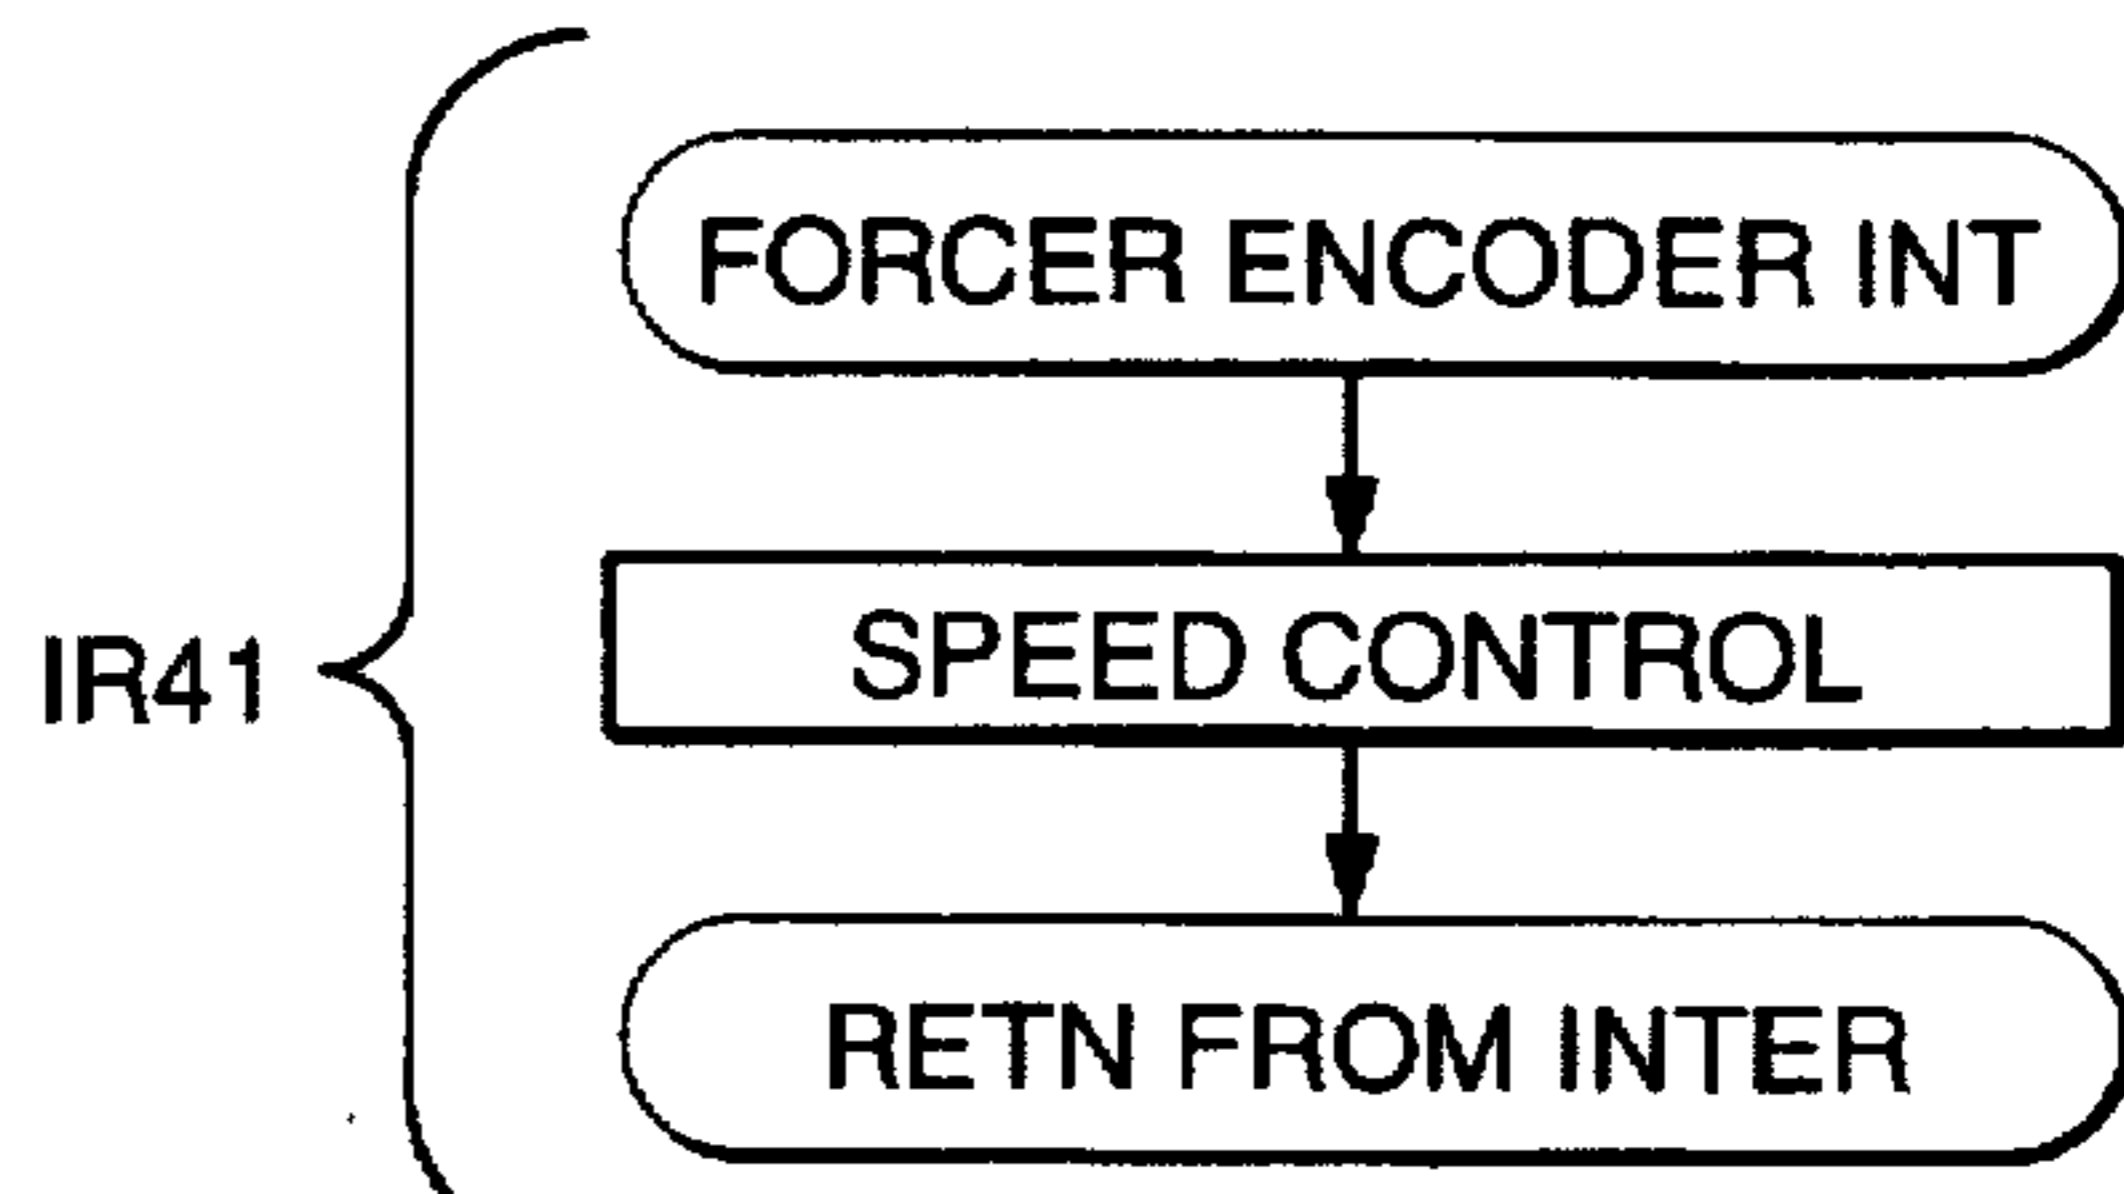 FORCER ENCODER INT
SPEED CONTROL
IR41
RETN FROM INTER